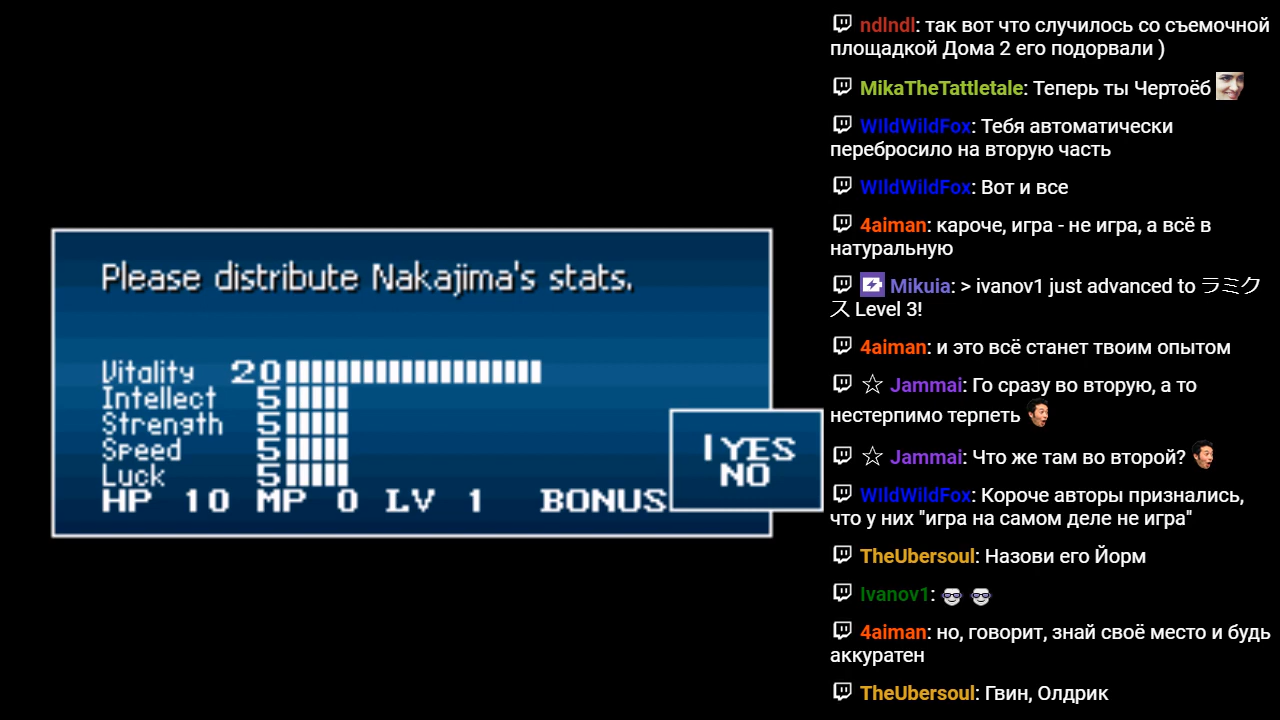 Please distribute Nakajima's stats.
Vitality 20
Intellect 5
Strength 5
Speed 5
Luck 5
HP 10 MP 0 LV 1 BONUS
YES
NO
ndlndl: так вот что случилось со съемочной
площадкой Дома 2 его подорвали )
MikaTheTattletale: Теперь ты Чертоёб
WIldWildFox: Тебя автоматически
перебросило на вторую часть
WIldWildFox: Вот и все
4aiman: кароче, игра - не игра, а всё в
натуральную
Mikuia: > ivanov1 just advanced to ラミク
ス Level 3!
4aiman: и это всё станет твоим опытом
Jammai: Го сразу во вторую, а то
нестерпимо терпеть
Jammai: Что же там во второй?
WIldWildFox: Короче авторы признались,
что у них "игра на самом деле не игра"
TheUbersoul: Назови его Йорм
Ivanov1:
4aiman: но, говорит, знай своё место и будь
аккуратен
TheUbersoul: Гвин, Олдрик